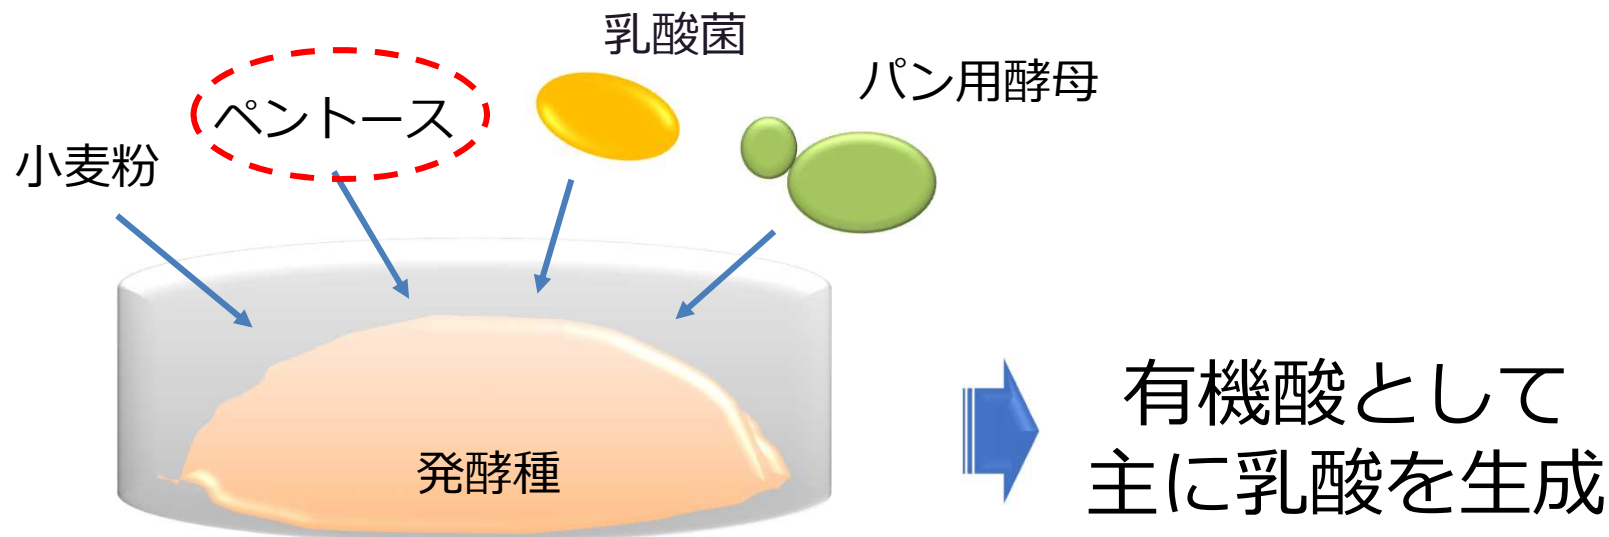 乳酸菌
パン用酵母
ペントース
小麦粉
発酵種
有機酸として
主に乳酸を生成